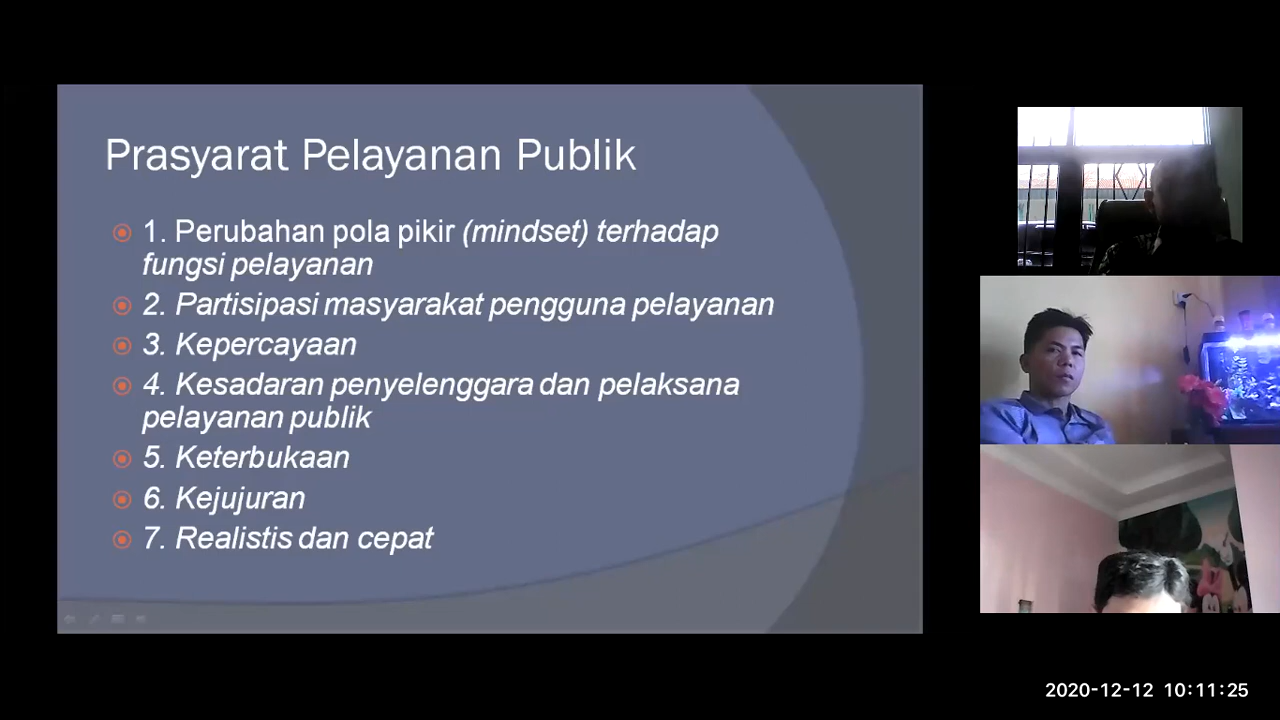 Prasyarat Pelayanan Publik
1. Perubahan pola pikir (mindset) terhadap
fungsi pelayanan
2. Partisipasi masyarakat pengguna pelayanan
3. Kepercayaan
4. Kesadaran penyelenggara dan pelaksana
pelayanan publik
5. Keterbukaan
6. Kejujuran
7. Realistis dan cepat
2020-12-12 10:11:25